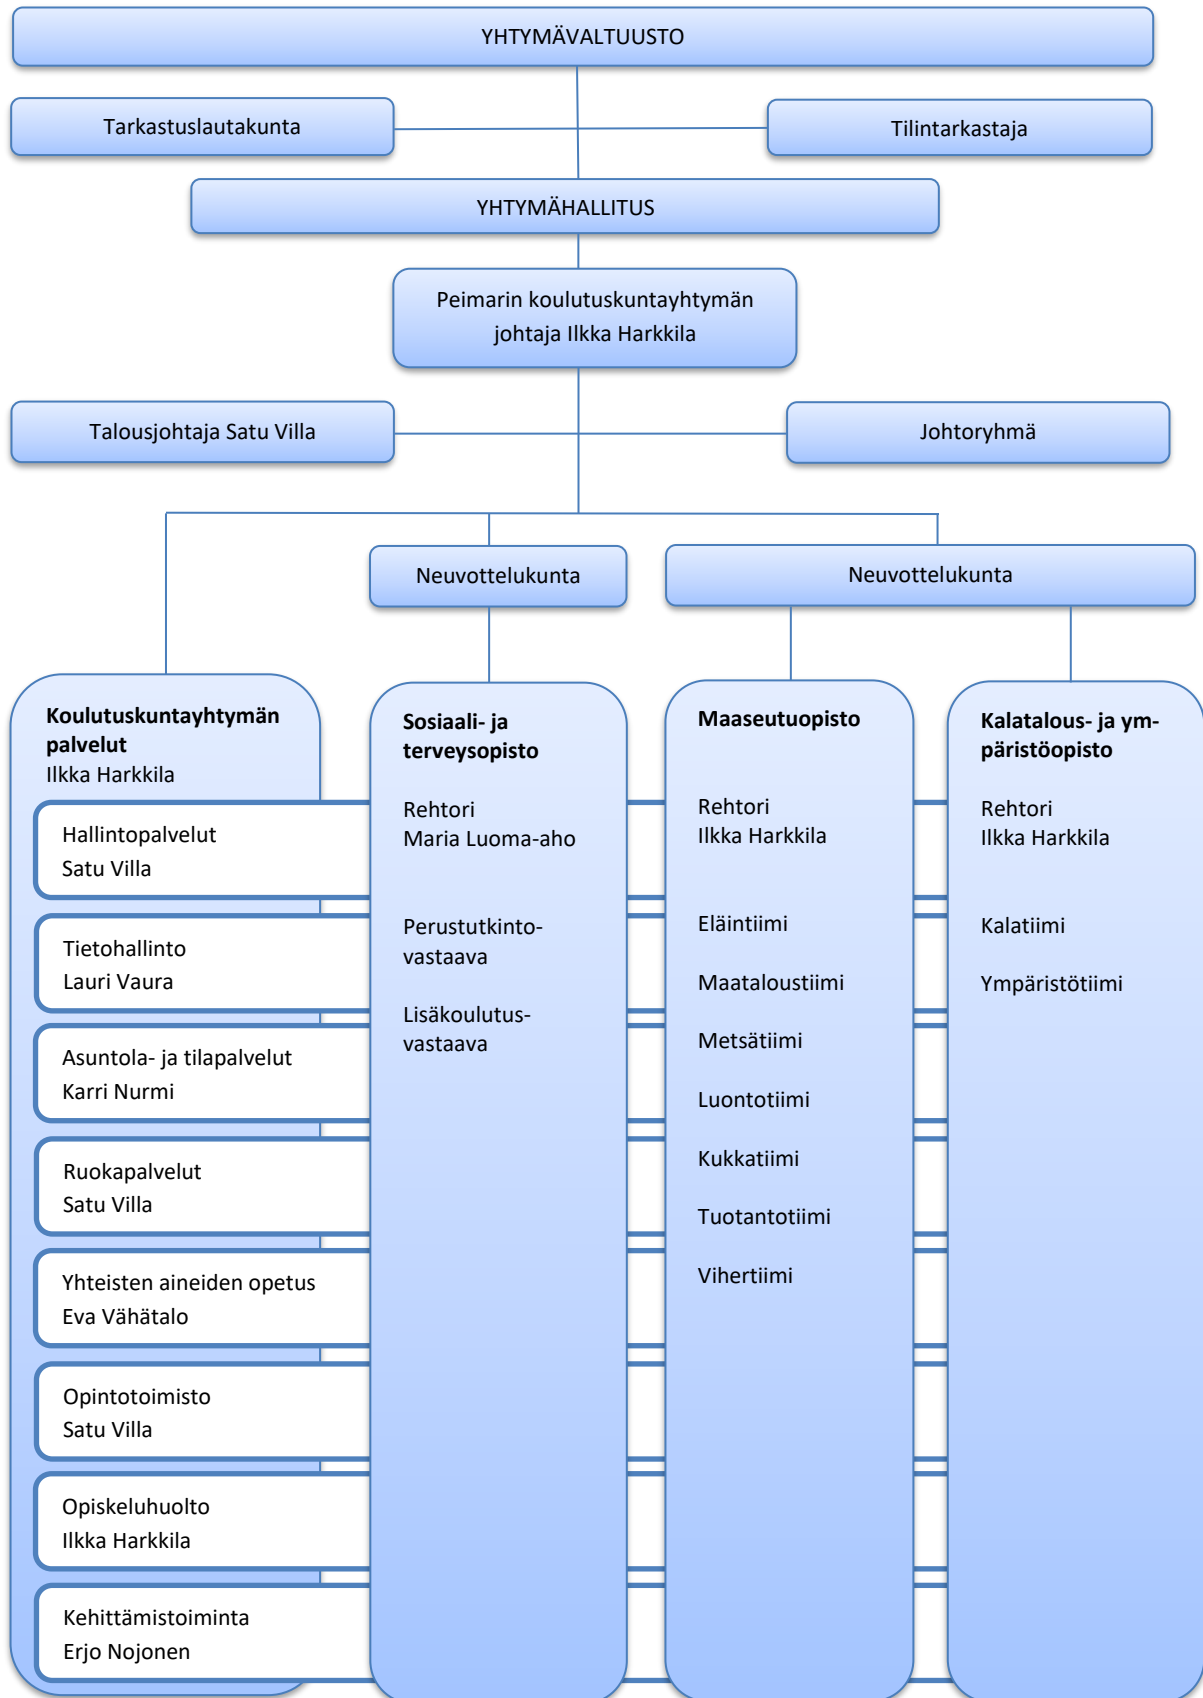 YHTYMÄVALTUUSTO
Tarkastuslautakunta
Tilintarkastaja
YHTYMÄHALLITUS
Peimarin koulutuskuntayhtymän
johtaja Ilkka Harkkila
Talousjohtaja Satu Villa
Johtoryhmä
Neuvottelukunta
Neuvottelukunta
Koulutuskuntayhtymän
palvelut
Ilkka Harkkila
Hallintopalvelut
Satu Villa
Tietohallinto
Lauri Vaura
Asuntola- ja tilapalvelut
Karri Nurmi
Ruokapalvelut
Satu Villa
Yhteisten aineiden opetus
Eva Vähätalo
Opintotoimisto
Satu Villa
Opiskeluhuolto
Ilkka Harkkila
Kehittämistoiminta
Erjo Nojonen
Sosiaali- ja
terveysopisto
Rehtori
Maria Luoma-aho
Perustutkinto-
vastaava
Lisäkoulutus-
vastaava
Maaseutuopisto
Rehtori
Ilkka Harkkila
Eläintiimi
Maataloustiimi
Metsätiimi
Luontotiimi
Kukkatiimi
Tuotantotiimi
Vihertiimi
Kalatalous- ja ym-
päristöopisto
Rehtori
Ilkka Harkkila
Kalatiimi
Ympäristötiimi